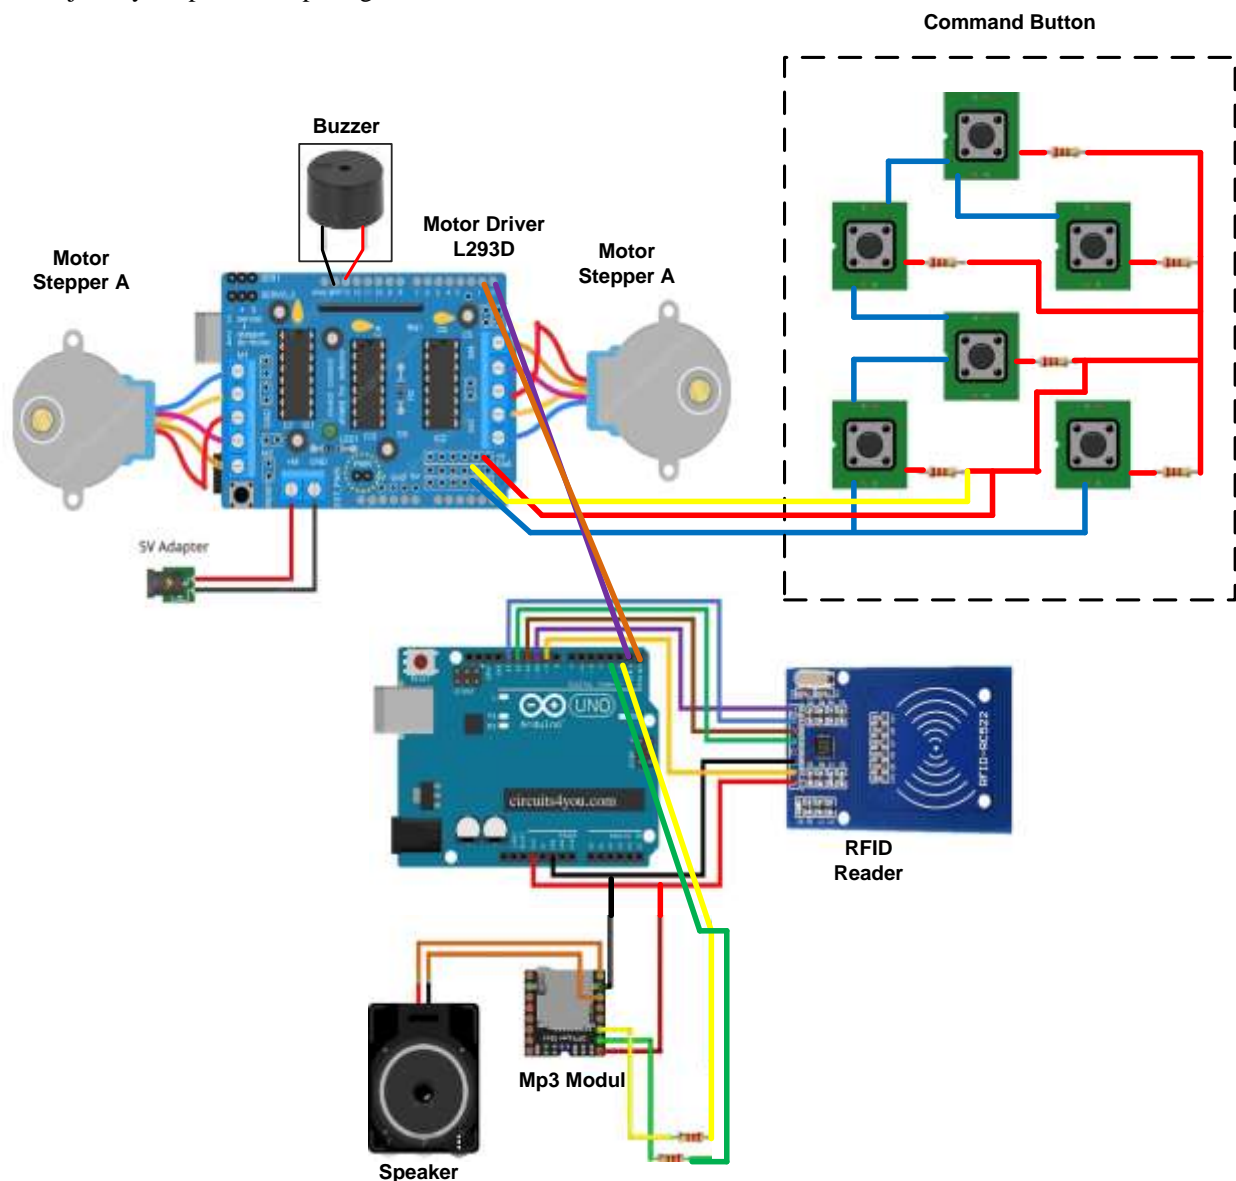 Command Button
Buzzer
Motor Driver
L293D
Motor
Stepper A
Motor
Stepper A
5V Adapter
UNO
Arduino
circuits4you.com
RFID-RC522
RFID
Reader
Mp3 Modul
Speaker